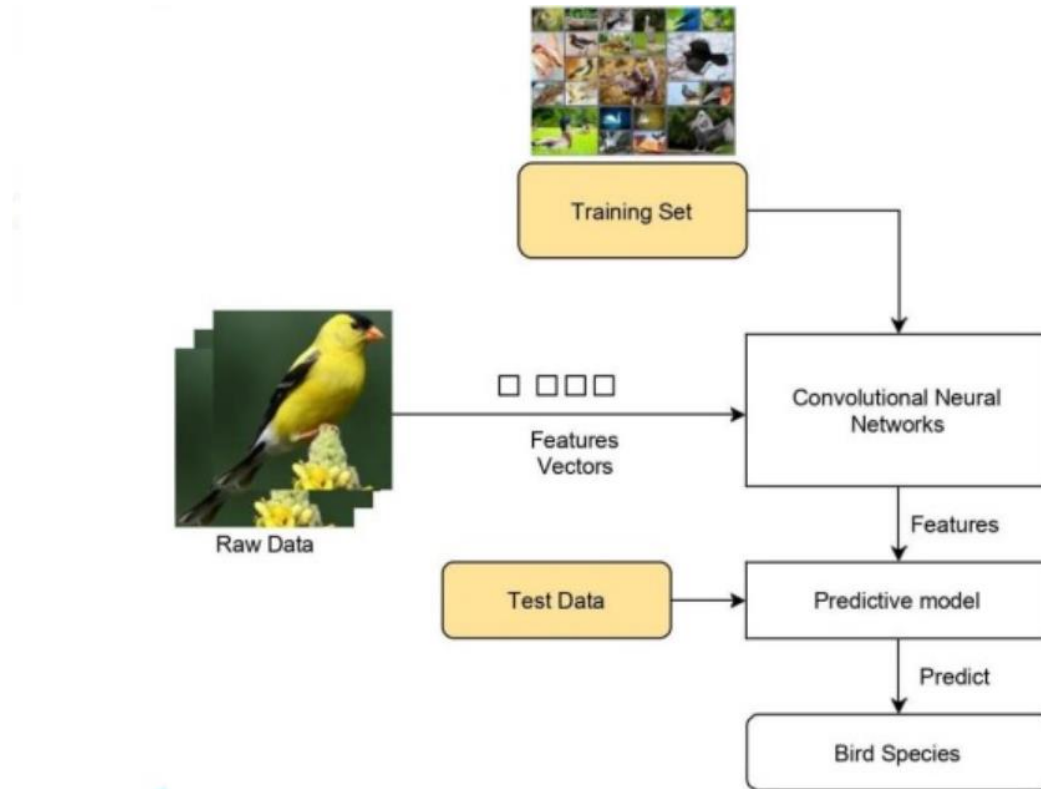 Training Set
Convolutional Neural
Networks
Features
Vectors
Raw Data
Features
Test Data
Predictive model
Predict
Bird Species